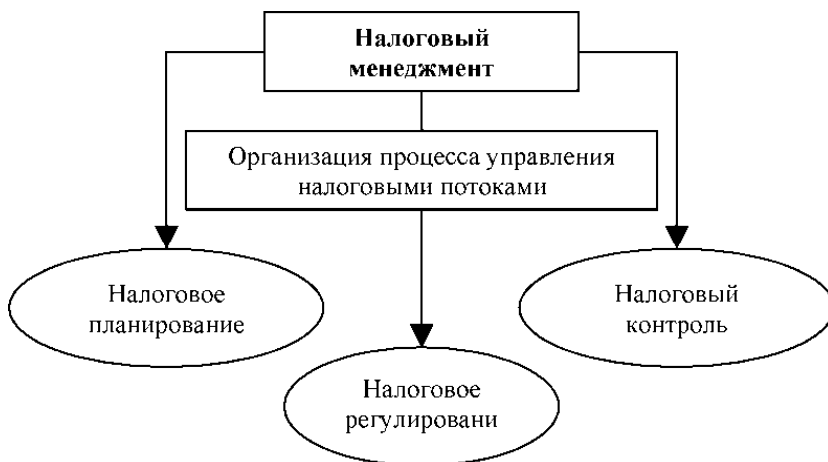 Налоговый
менеджмент
Организация процесса управления
налоговыми потоками
Налоговое
планирование
Налоговый
контроль
Налоговое
регулировани